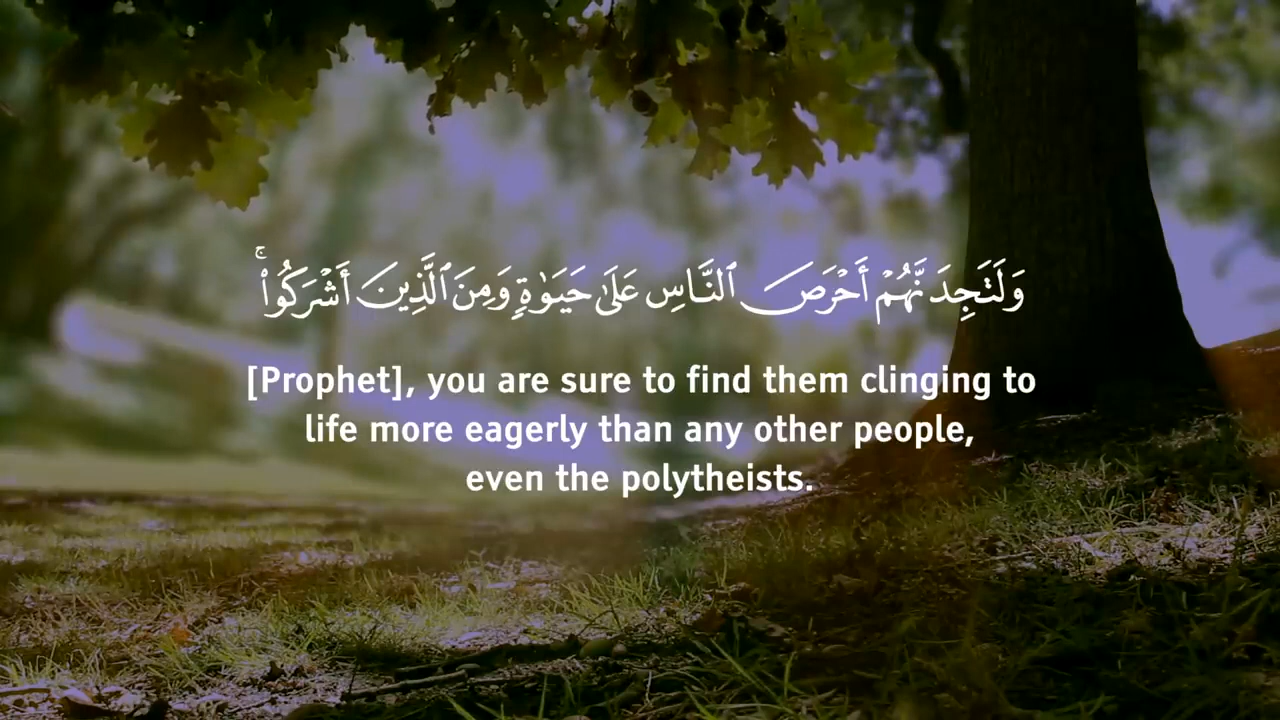 وَلَتَجِدَنَّهُمْ أَحْرَصَ ٱلنَّاسِ عَلَىٰ حَيَوٰةٍ وَمِنَ ٱلَّذِينَ أَشْرَكُوا۟ ۚ
[Prophet], you are sure to find them clinging to
life more eagerly than any other people,
even the polytheists.